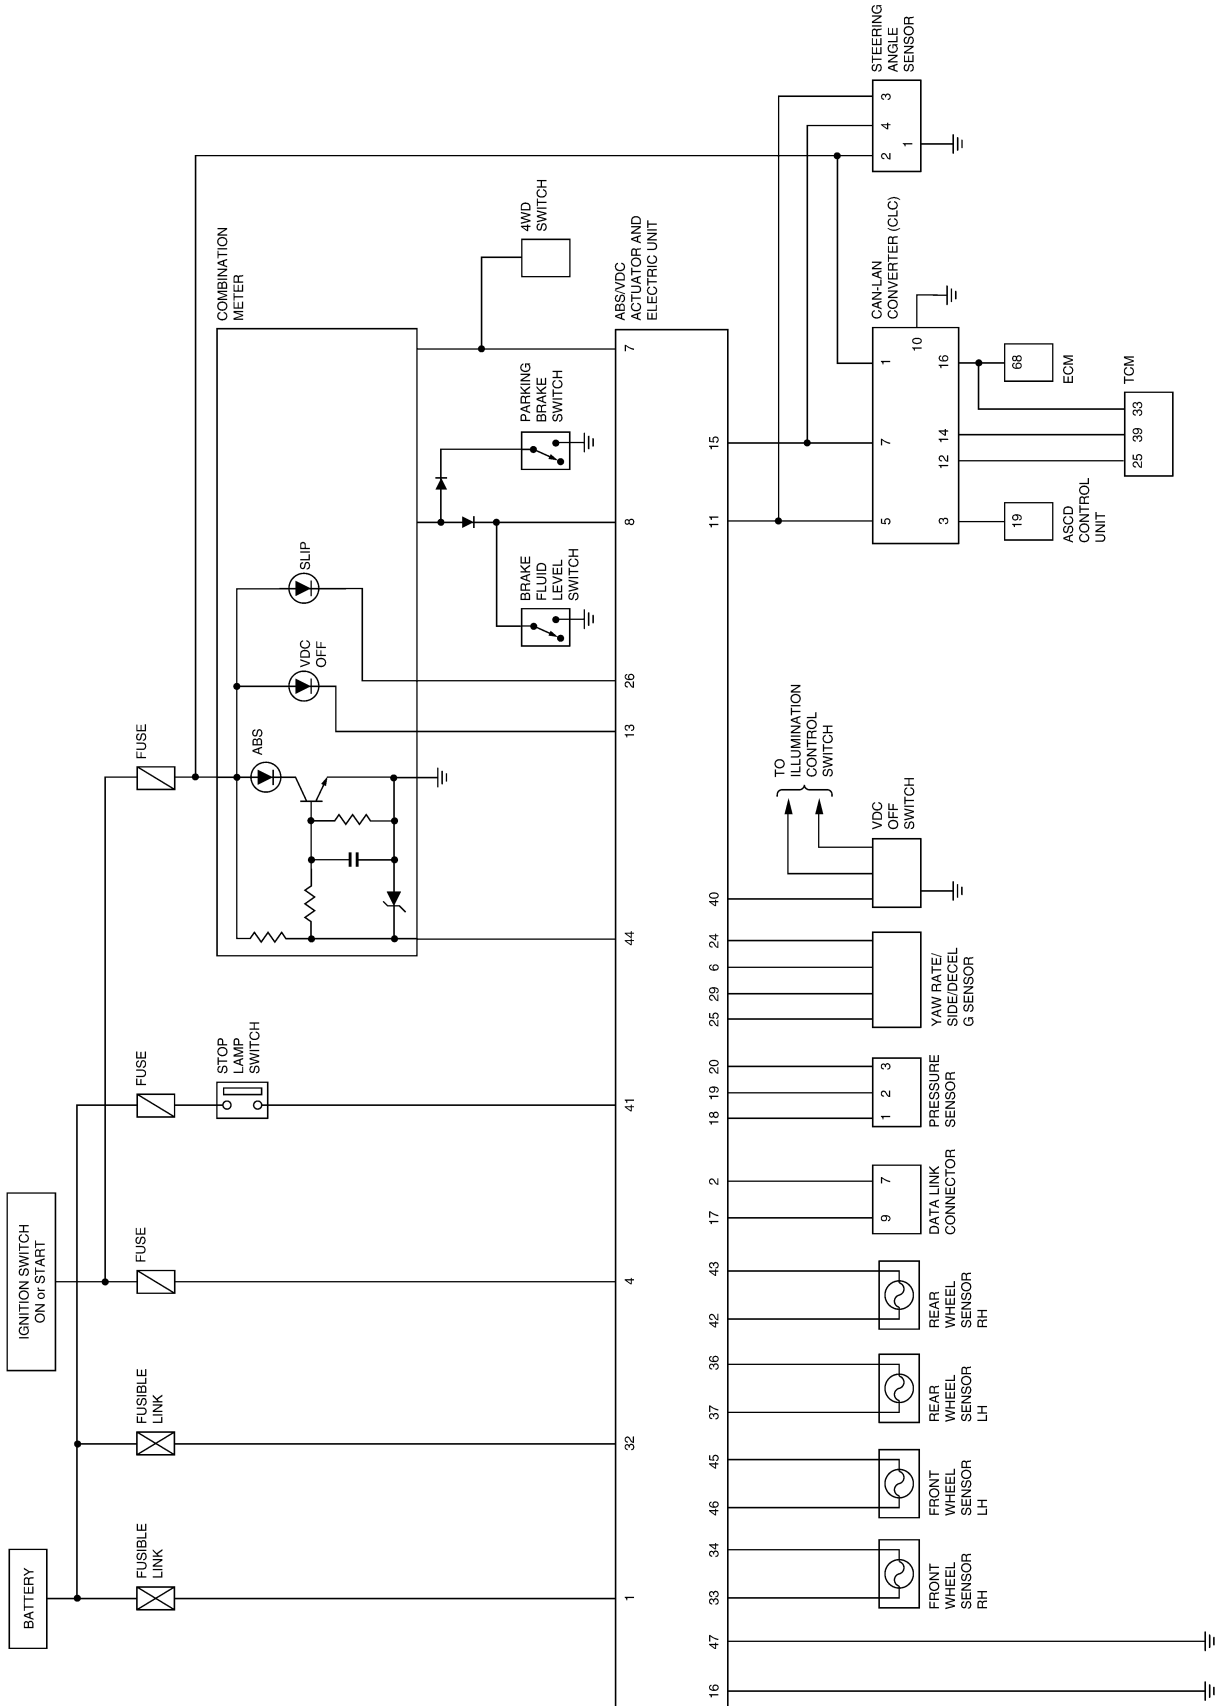 BATTERY
IGNITION SWITCH
ON or START
FUSIBLE
LINK
FUSIBLE
LINK
FUSE
FUSE
FUSE
STOP
LAMP
SWITCH
COMBINATION
METER
ABS
VDC
OFF
SLIP
BRAKE
FLUID
LEVEL
SWITCH
PARKING
BRAKE
SWITCH
4WD
SWITCH
ABS/VDC
ACTUATOR AND
ELECTRIC UNIT
1
32
4
41
44
13
26
8
7
16
47
33
34
46
45
37
36
42
43
17
2
18
19
20
25
29
6
24
40
11
15
TO
ILLUMINATION
CONTROL
SWITCH
FRONT
WHEEL
SENSOR
RH
FRONT
WHEEL
SENSOR
LH
REAR
WHEEL
SENSOR
LH
REAR
WHEEL
SENSOR
RH
9
7
DATA LINK
CONNECTOR
1
2
3
PRESSURE
SENSOR
YAW RATE/
SIDE/DECEL
G SENSOR
VDC
OFF
SWITCH
CAN-LAN
CONVERTER (CLC)
5
7
1
10
3
12
14
16
STEERING
ANGLE
SENSOR
2
4
3
1
19
ASCD
CONTROL
UNIT
68
ECM
TCM
25
39
33